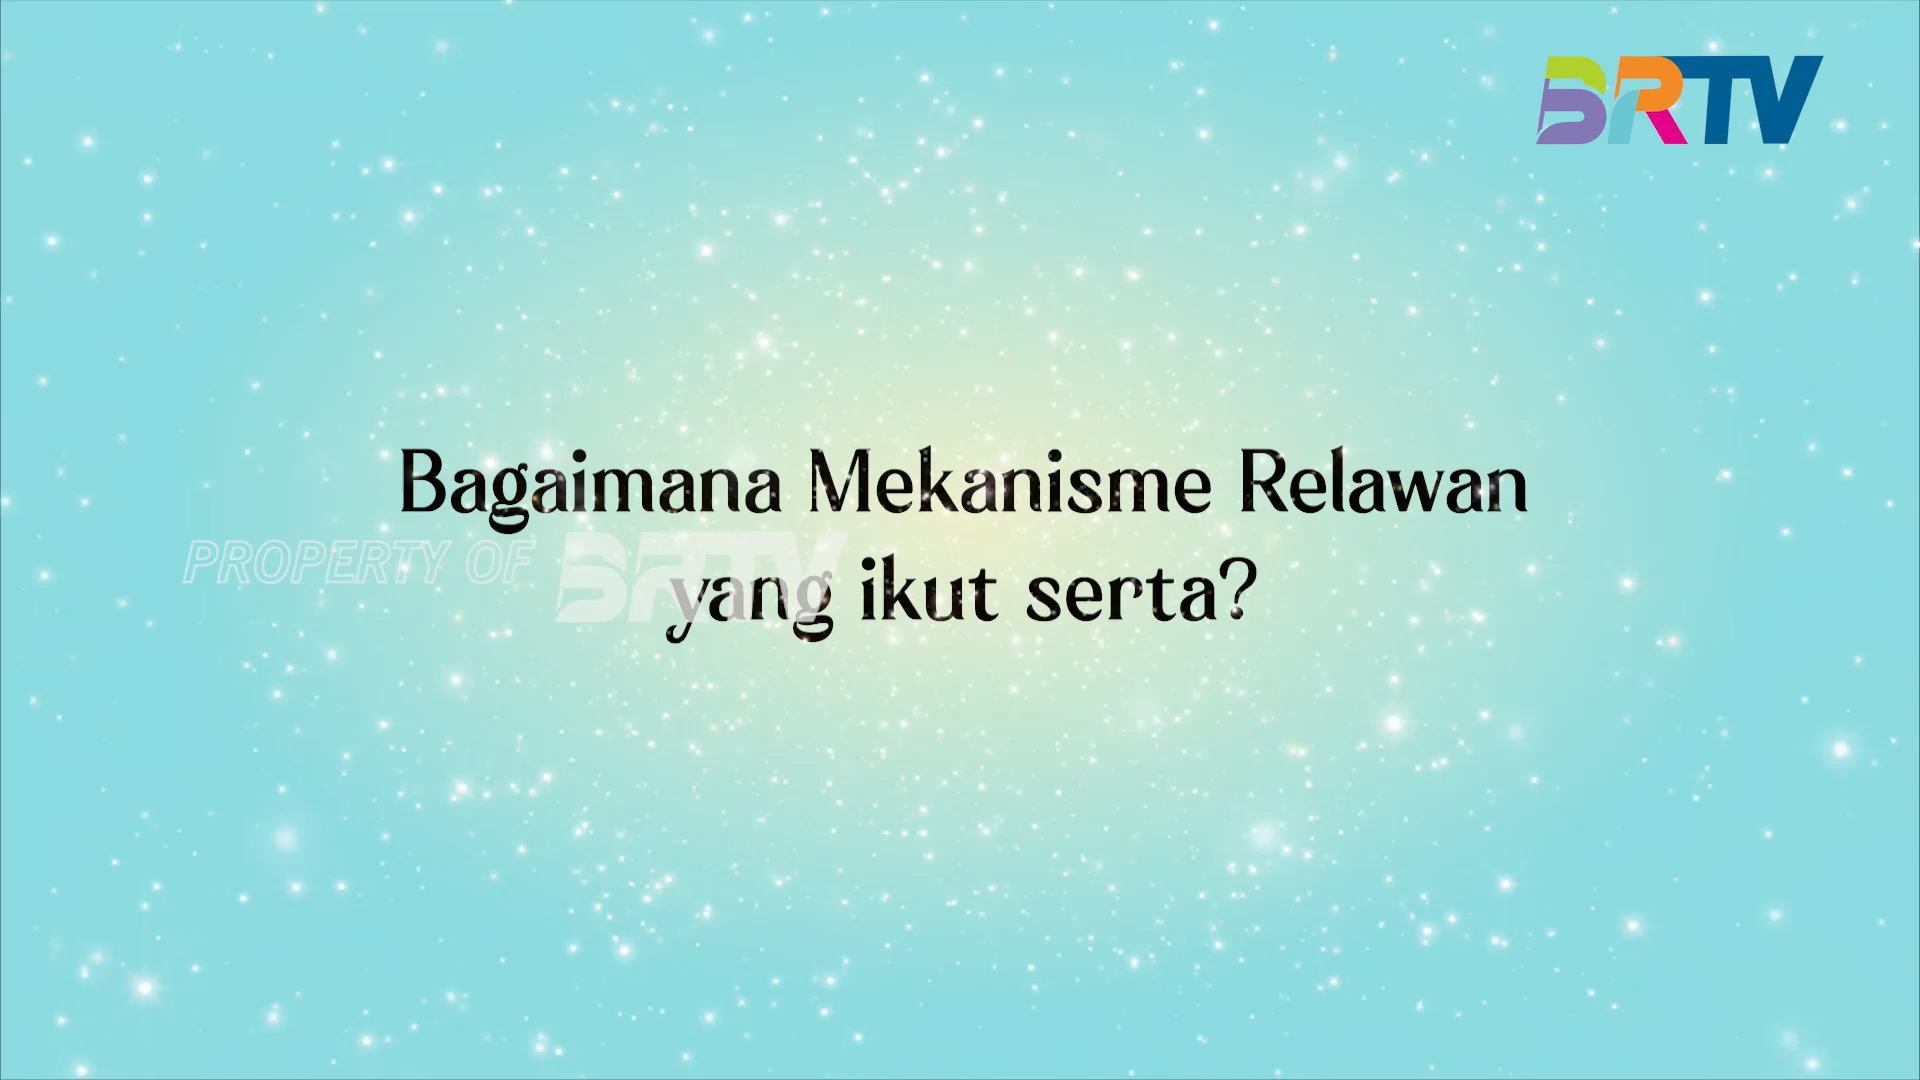 BRTV
Bagaimana Mekanisme Relawan
PROPERTY OF BRTV
yang ikut serta?